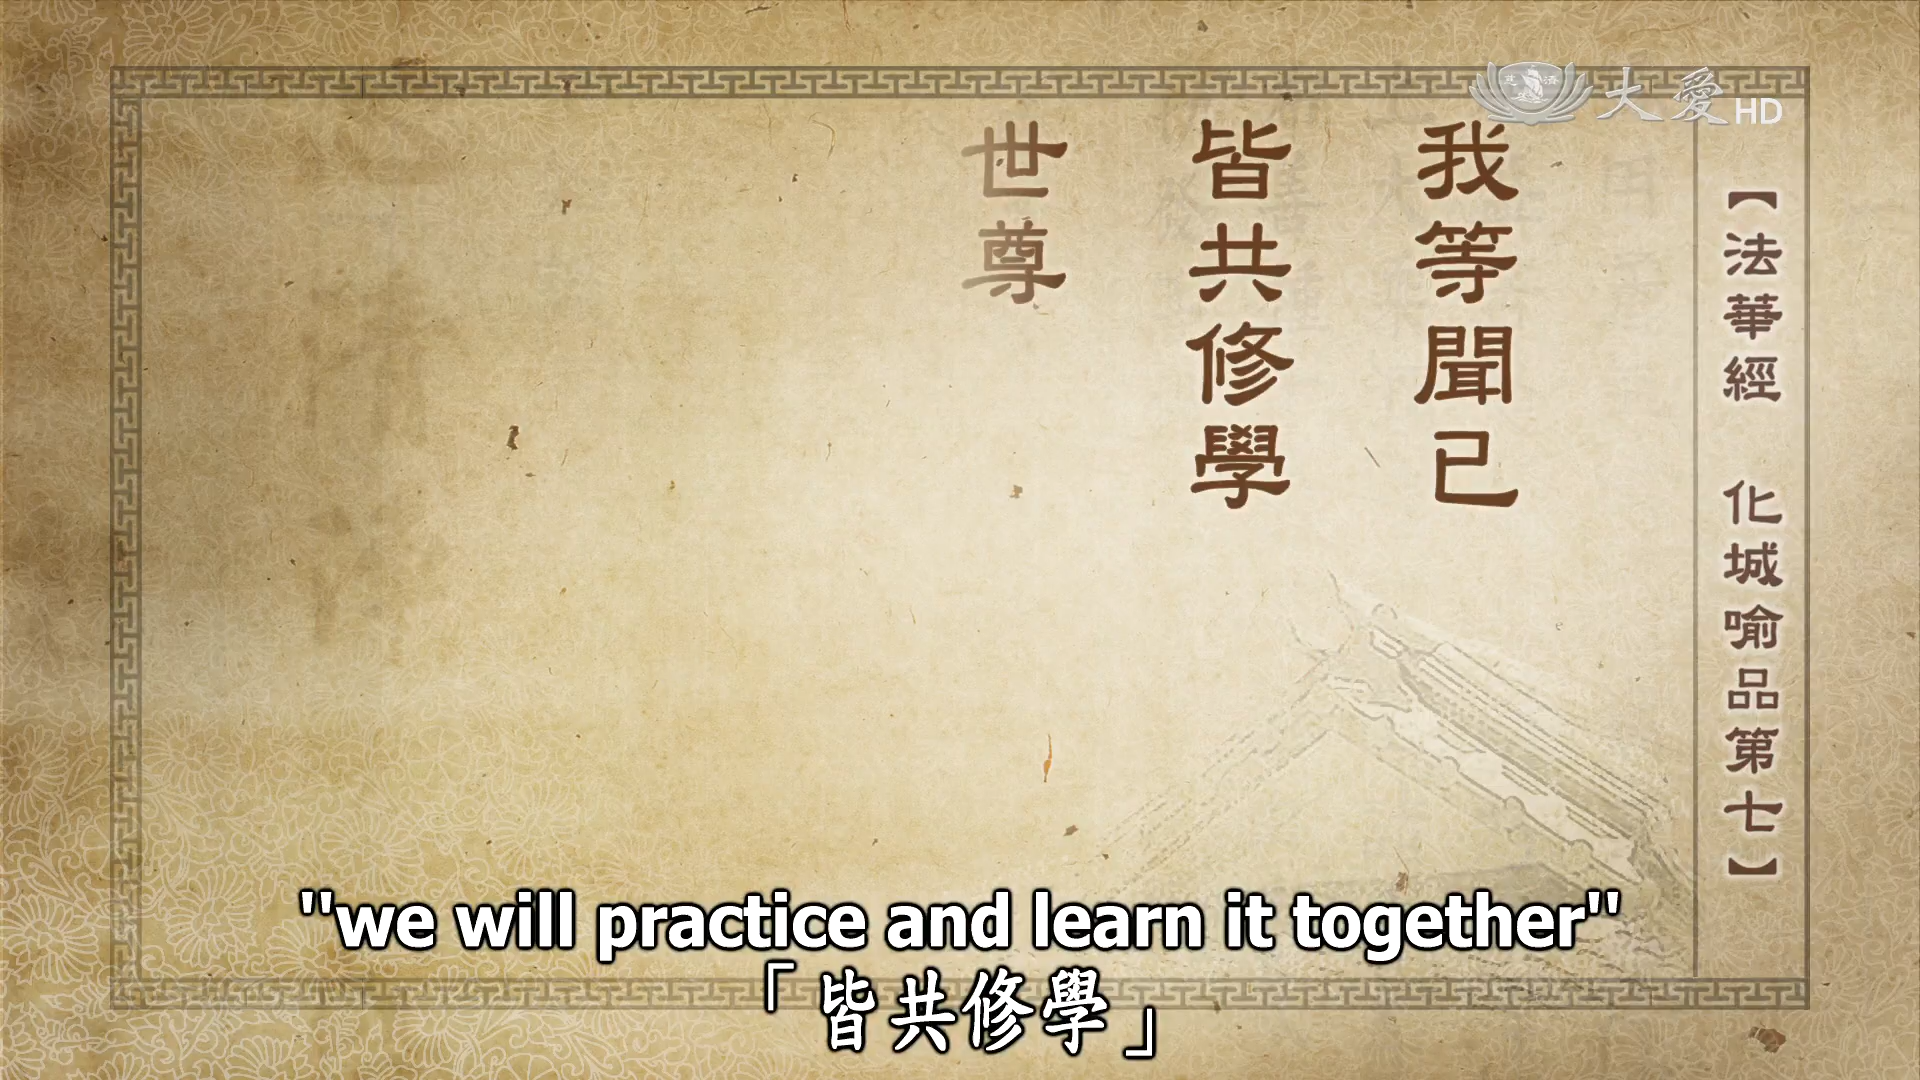 大愛HD
【法華經 化城喻品第七】
我等聞已
皆共修學
世尊
"we will practice and learn it together"
「皆共修學」